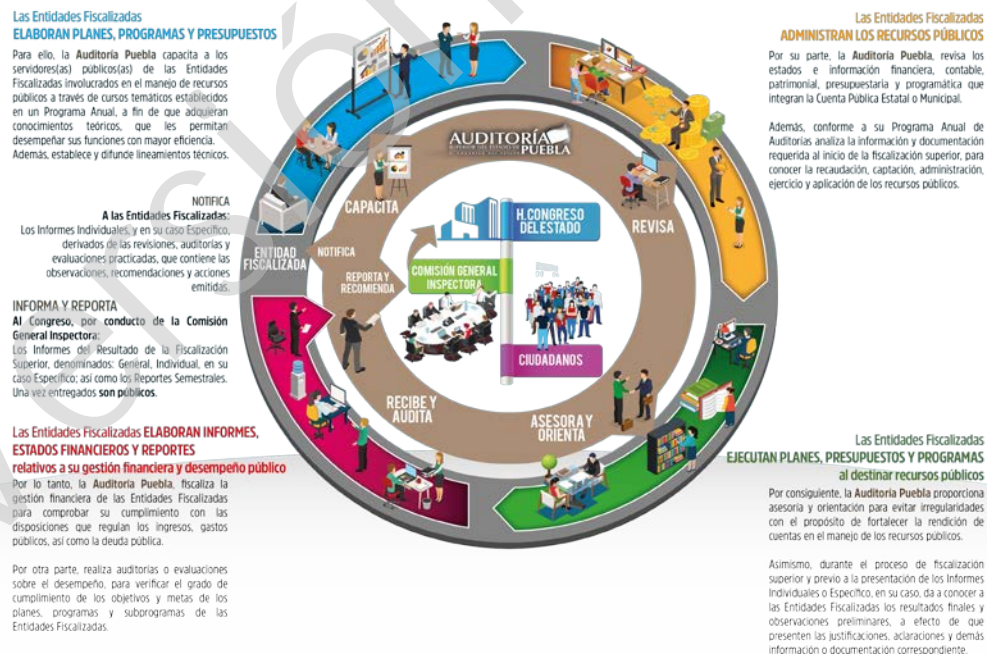 Las Entidades Fiscalizadas
ELABORAN PLANES, PROGRAMAS Y PRESUPUESTOS
Para ello, la Auditoría Puebla capacita a los
servidores(as) públicos(as) de las Entidades
Fiscalizadas involucrados en el manejo de recursos
públicos a través de cursos temáticos establecidos
en un Programa Anual, a fin de que adquieran
conocimientos teóricos, que les permitan
desempeñar sus funciones con mayor eficiencia.
Además, establece y difunde lineamientos técnicos.
NOTIFICA
A las Entidades Fiscalizadas:
Los Informes Individuales, y en su caso Específico,
derivados de las revisiones, auditorías y
evaluaciones practicadas, que contiene las
observaciones, recomendaciones y acciones
emitidas.
INFORMA Y REPORTA
Al Congreso, por conducto de la Comisión
General Inspectora:
Los Informes del Resultado de la Fiscalización
Superior, denominados: General, Individual, en su
caso Específico; así como los Reportes Semestrales.
Una vez entregados son públicos.
Las Entidades Fiscalizadas ELABORAN INFORMES,
ESTADOS FINANCIEROS Y REPORTES
relativos a su gestión financiera y desempeño público
Por lo tanto, la Auditoría Puebla, fiscaliza la
gestión financiera de las Entidades Fiscalizadas
para comprobar su cumplimiento con las
disposiciones que regulan los ingresos, gastos
públicos, así como la deuda pública.
Por otra parte, realiza auditorías o evaluaciones
sobre el desempeño, para verificar el grado de
cumplimiento de los objetivos y metas de los
planes, programas y subprogramas de las
Entidades Fiscalizadas.
AUDITORÍA
PUEBLA
CAPACITA
REVISA
H. CONGRESO
DEL ESTADO
ENTIDAD
FISCALIZADA
NOTIFICA
REPORTA Y
RECOMIENDA
COMISIÓN GENERAL
INSPECTORA
CIUDADANOS
RECIBE Y
AUDITA
ASESORA Y
ORIENTA
Las Entidades Fiscalizadas
ADMINISTRAN LOS RECURSOS PÚBLICOS
Por su parte, la Auditoría Puebla, revisa los
estados e información financiera, contable,
patrimonial, presupuestaria y programática que
integran la Cuenta Pública Estatal o Municipal.
Además, conforme a su Programa Anual de
Auditorías analiza la información y documentación
requerida al inicio de la fiscalización superior, para
conocer la recaudación, captación, administración,
ejercicio y aplicación de los recursos públicos.
Las Entidades Fiscalizadas
EJECUTAN PLANES, PRESUPUESTOS Y PROGRAMAS
al destinar recursos públicos
Por consiguiente, la Auditoría Puebla proporciona
asesoría y orientación para evitar irregularidades
con el propósito de fortalecer la rendición de
cuentas en el manejo de los recursos públicos.
Asimismo, durante el proceso de fiscalización
superior y previo a la presentación de los Informes
Individuales o Específico, en su caso, da a conocer a
las Entidades Fiscalizadas los resultados finales y
observaciones preliminares, a efecto de que
presenten las justificaciones, aclaraciones y demás
información o documentación correspondiente.